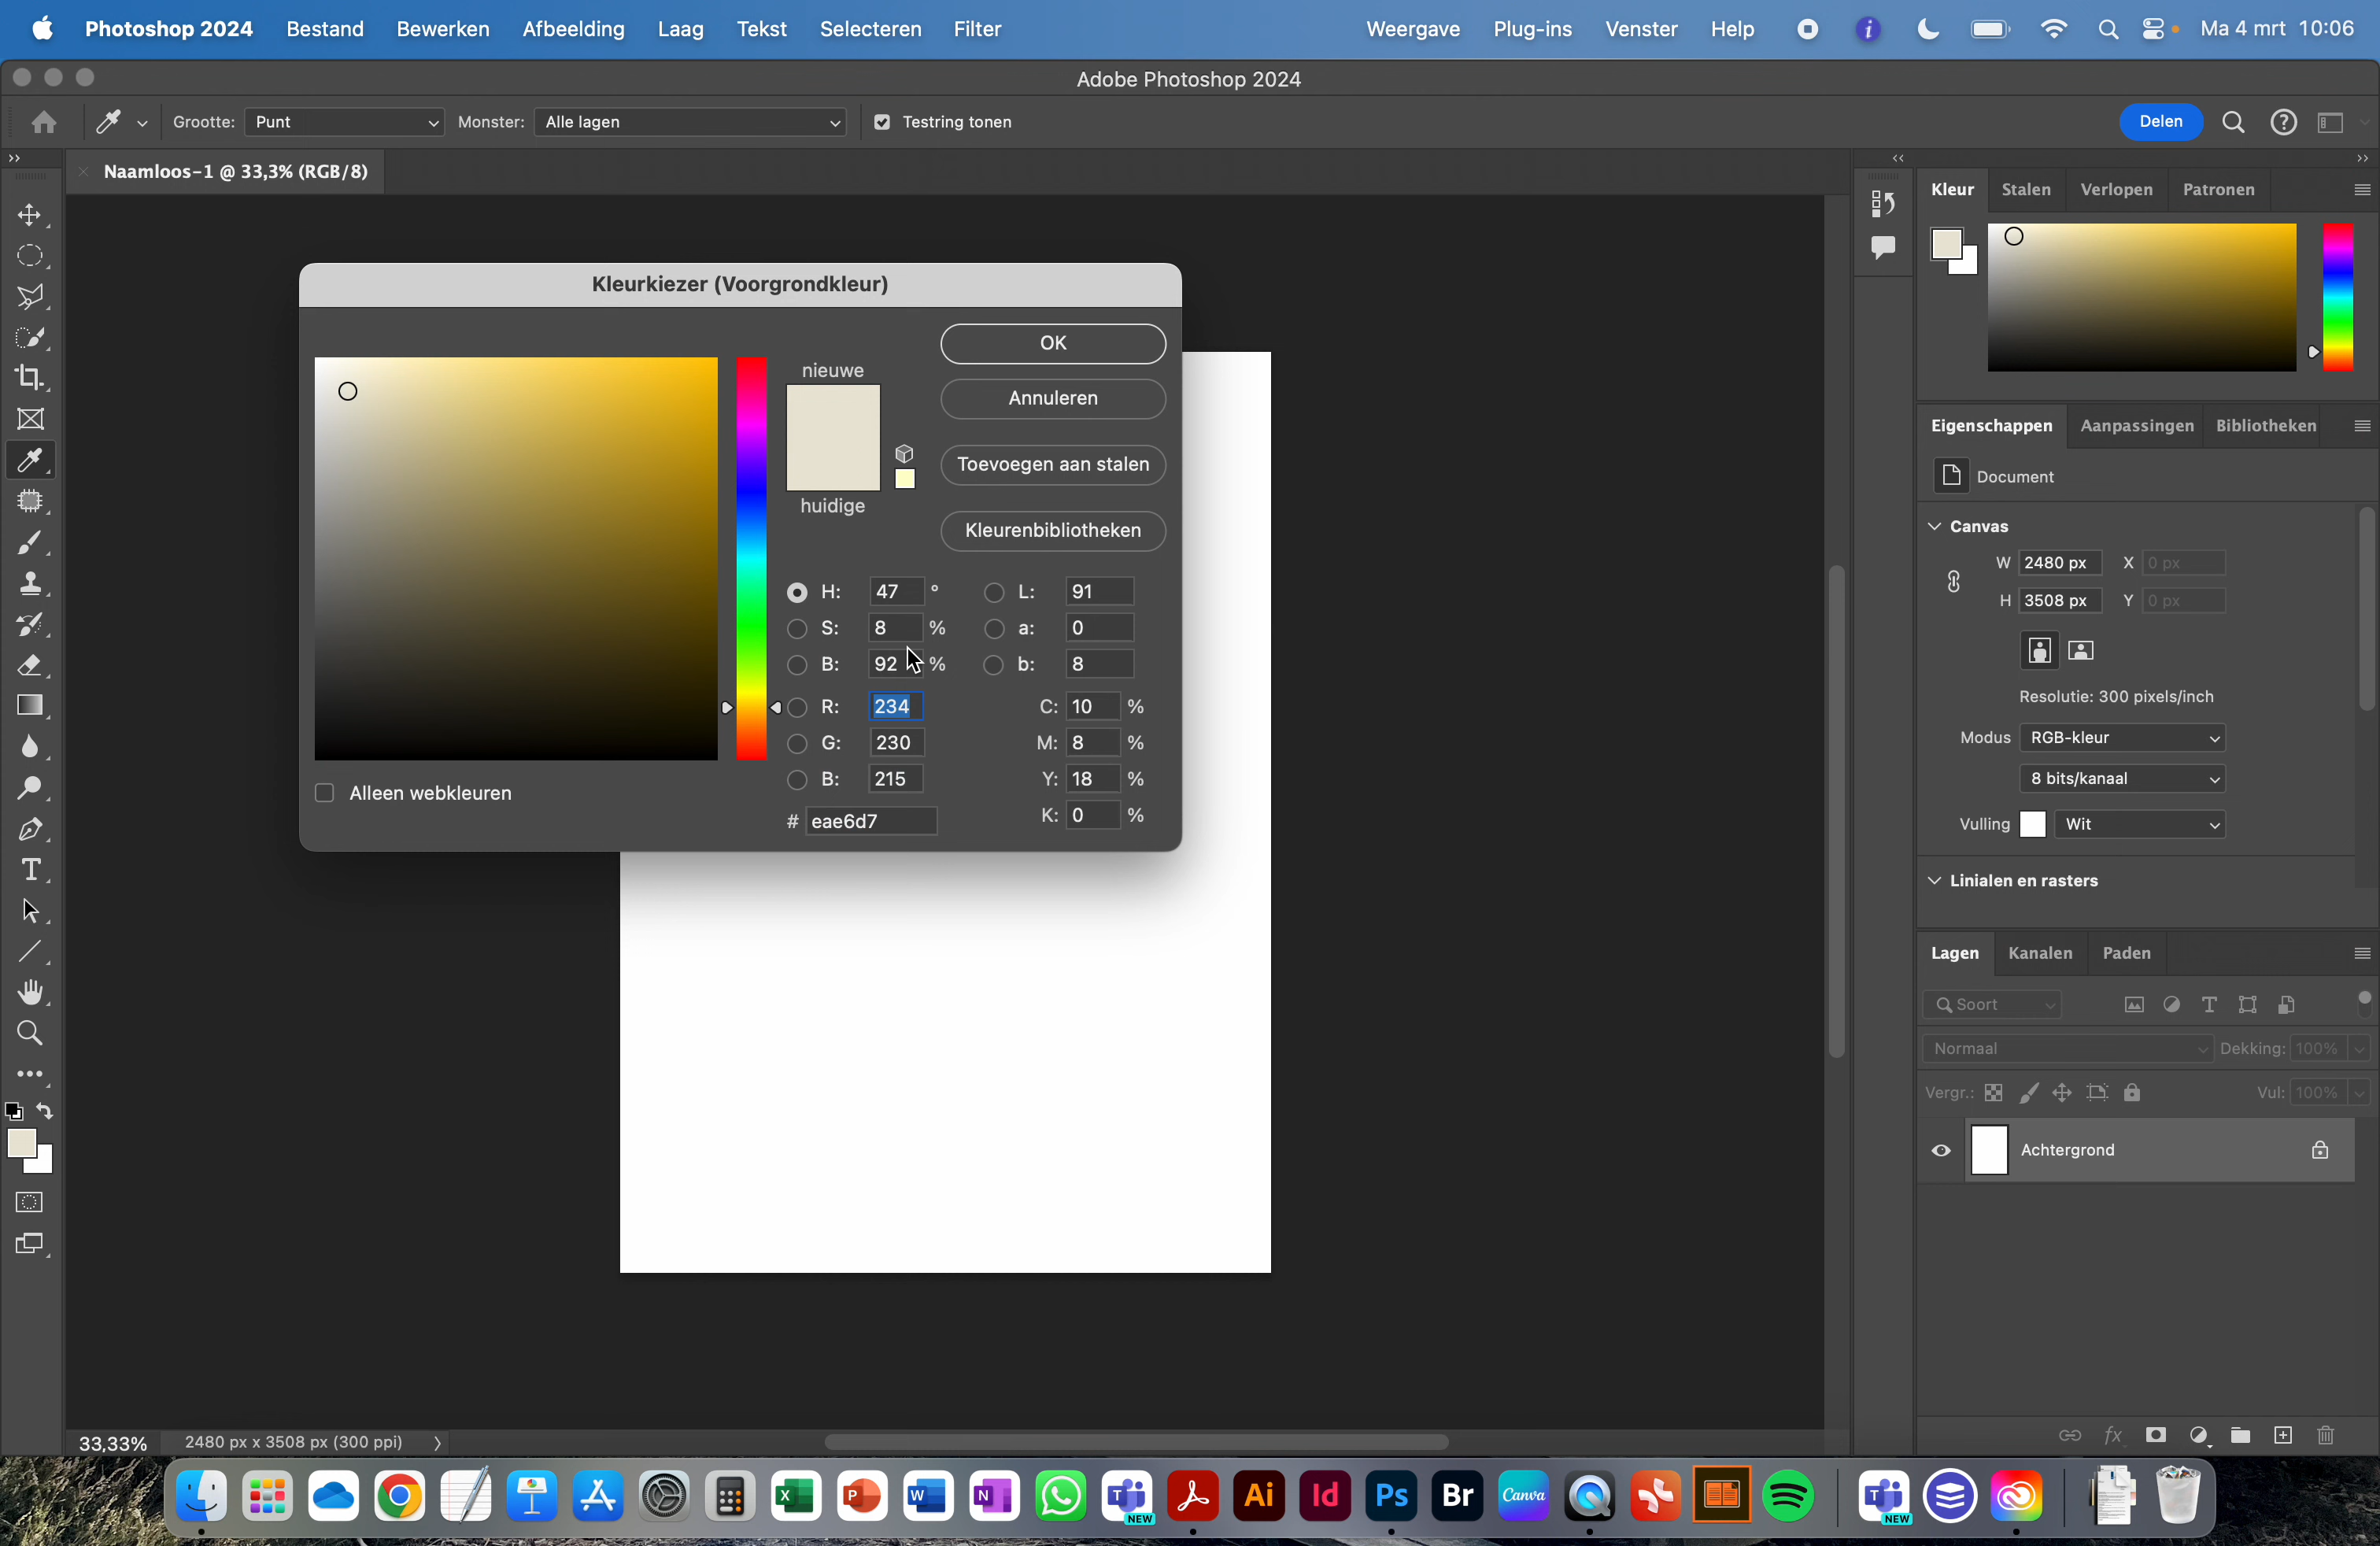 Photoshop 2024 Bestand Bewerken Afbeelding Laag Tekst Selecteren Filter Weergave Plug-ins Venster Help Ma 4 mrt 10:06
Adobe Photoshop 2024
Grootte: Punt Monster: Alle lagen Testring tonen Delen
Naamloos-1 @ 33,3% (RGB/8)
Kleurkiezer (Voorgrondkleur)
nieuwe
huidige
OK
Annuleren
Toevoegen aan stalen
Kleurenbibliotheken
H: 47 ° L: 91
S: 8 % a: 0
B: 92 % b: 8
R: 234 C: 10 %
G: 230 M: 8 %
B: 215 Y: 18 %
# eae6d7 K: 0 %
Alleen webkleuren
Kleur Stalen Verlopen Patronen
Eigenschappen Aanpassingen Bibliotheken
Document
Canvas
W 2480 px X 0 px
H 3508 px Y 0 px
Resolutie: 300 pixels/inch
Modus RGB-kleur
8 bits/kanaal
Vulling Wit
Linialen en rasters
Lagen Kanalen Paden
Soort
Normaal Dekking: 100%
Vergr.: Vul: 100%
Achtergrond
fx
33,33% 2480 px x 3508 px (300 ppi)
X P W N T NEW Ai Id Ps Br Canva T NEW